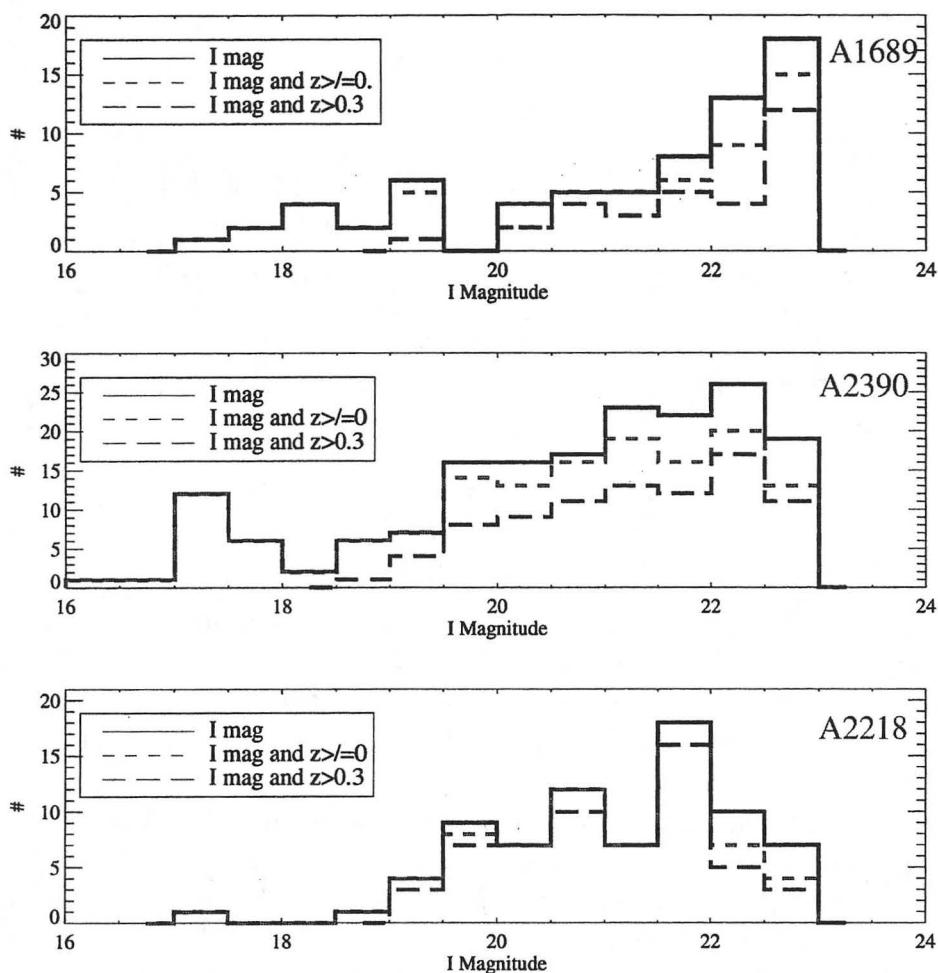 20
15
10
5
0
#
I mag
I mag and z>/=0.
I mag and z>0.3
A1689
16 18 20 22 24
I Magnitude
30
25
20
15
10
5
0
#
I mag
I mag and z>/=0
I mag and z>0.3
A2390
16 18 20 22 24
I Magnitude
20
15
10
5
0
#
I mag
I mag and z>/=0
I mag and z>0.3
A2218
16 18 20 22 24
I Magnitude